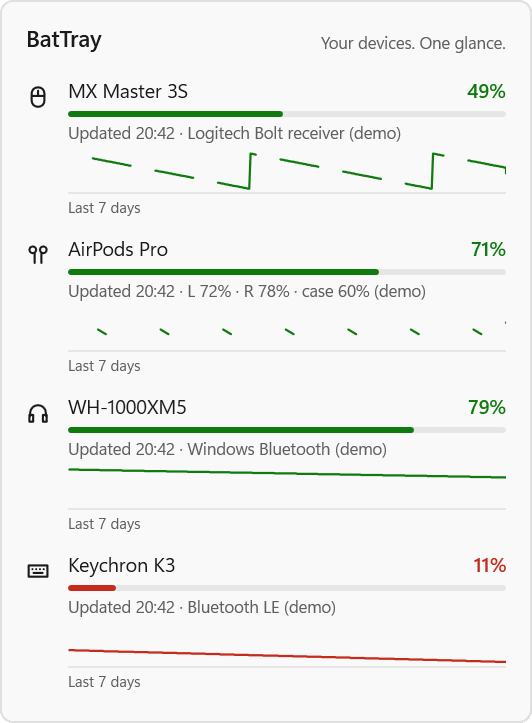 BatTray
Your devices. One glance.
MX Master 3S
49%
Updated 20:42 · Logitech Bolt receiver (demo)
Last 7 days
AirPods Pro
71%
Updated 20:42 · L 72% · R 78% · case 60% (demo)
Last 7 days
WH-1000XM5
79%
Updated 20:42 · Windows Bluetooth (demo)
Last 7 days
Keychron K3
11%
Updated 20:42 · Bluetooth LE (demo)
Last 7 days